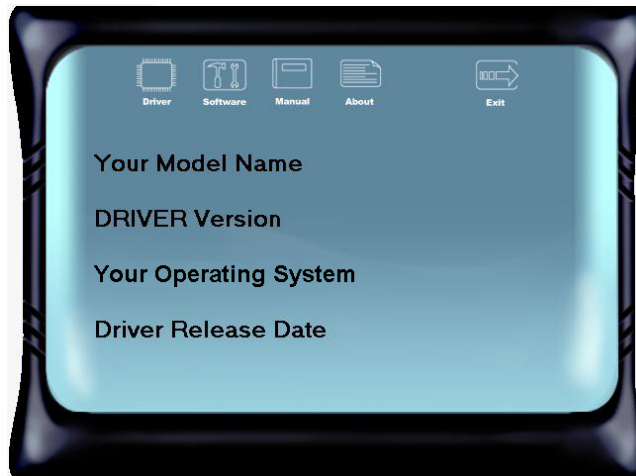 Driver Software Manual About Exit
Your Model Name
DRIVER Version
Your Operating System
Driver Release Date